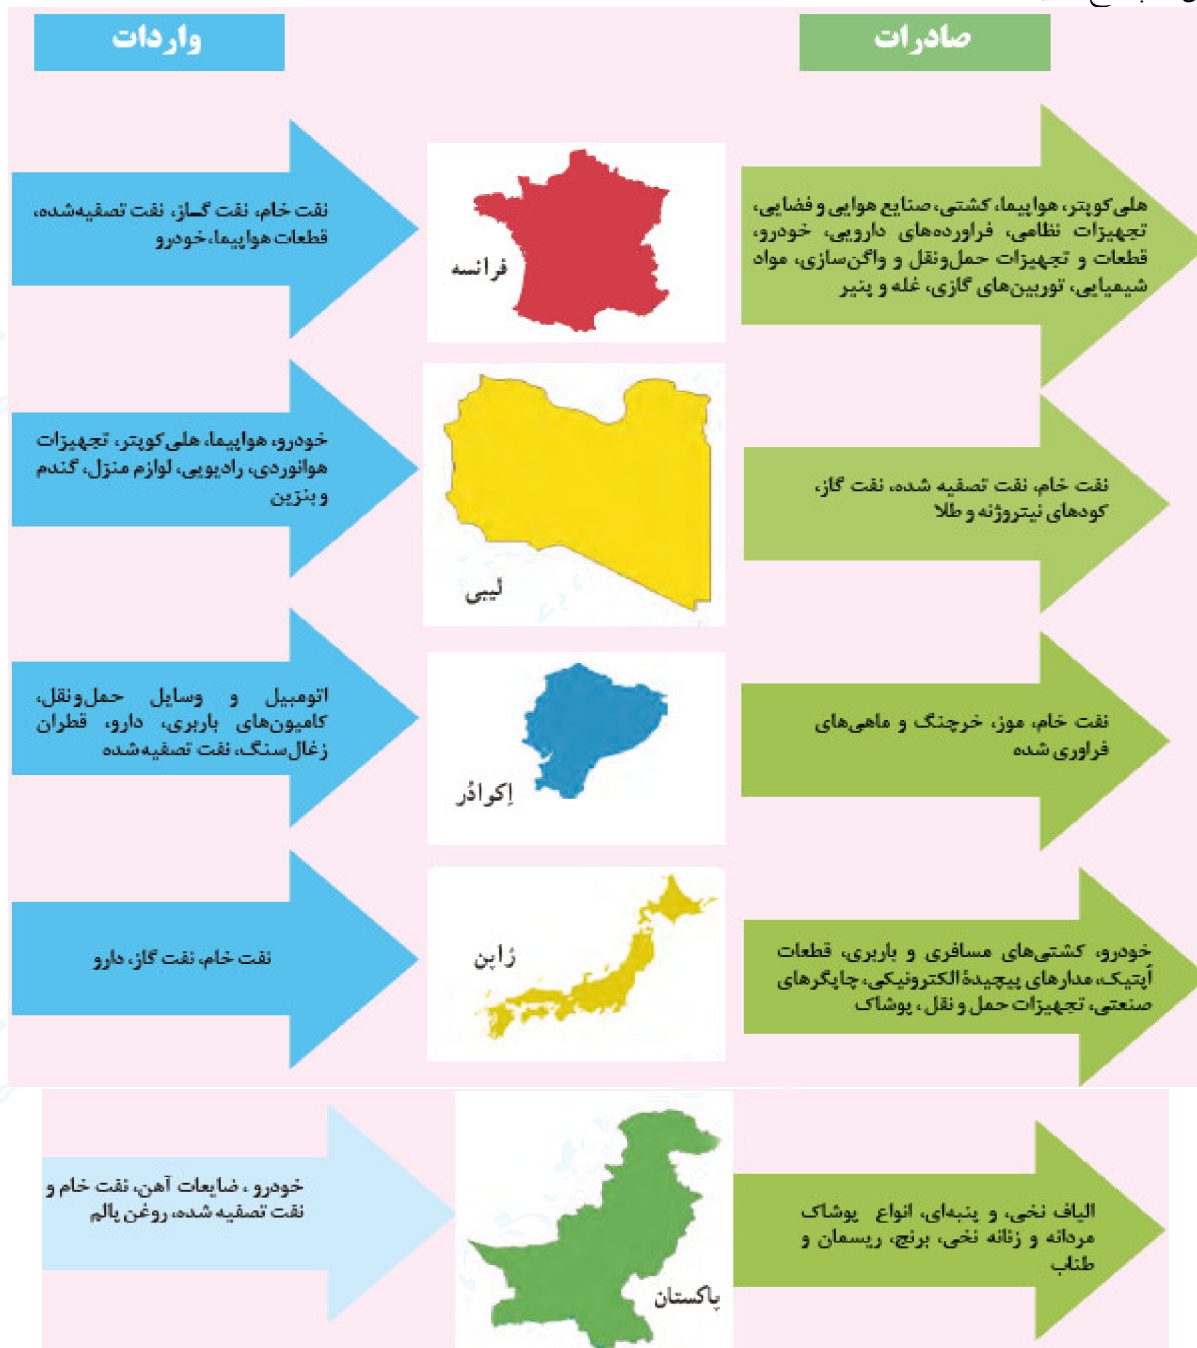 صادرات
واردات
هلی‌کوپتر، هواپیما، کشتی، صنایع هوایی و فضایی،
تجهیزات نظامی، فراورده‌های دارویی، خودرو،
قطعات و تجهیزات حمل‌ونقل و واگن‌سازی، مواد
شیمیایی، توربین‌های گازی، غله و پنیر
فرانسه
نفت خام، نفت گاز، نفت تصفیه‌شده،
قطعات هواپیما، خودرو
نفت خام، نفت تصفیه شده، نفت گاز،
کودهای نیتروژنه و طلا
لیبی
خودرو، هواپیما، هلی‌کوپتر، تجهیزات
هوانوردی، رادیویی، لوازم منزل، گندم
و بنزین
نفت خام، موز، خرچنگ و ماهی‌های
فراوری شده
اِکوادُر
اتومبیل و وسایل حمل‌ونقل،
کامیون‌های باربری، دارو، قطران
زغال‌سنگ، نفت تصفیه‌شده
خودرو، کشتی‌های مسافری و باربری، قطعات
اُپتیک، مدارهای پیچیدهٔ الکترونیکی، چاپگرهای
صنعتی، تجهیزات حمل و نقل، پوشاک
ژاپن
نفت خام، نفت گاز، دارو
الیاف نخی، و پنبه‌ای، انواع پوشاک
مردانه و زنانه نخی، برنج، ریسمان و
طناب
پاکستان
خودرو، ضایعات آهن، نفت خام و
نفت تصفیه شده، روغن پالم